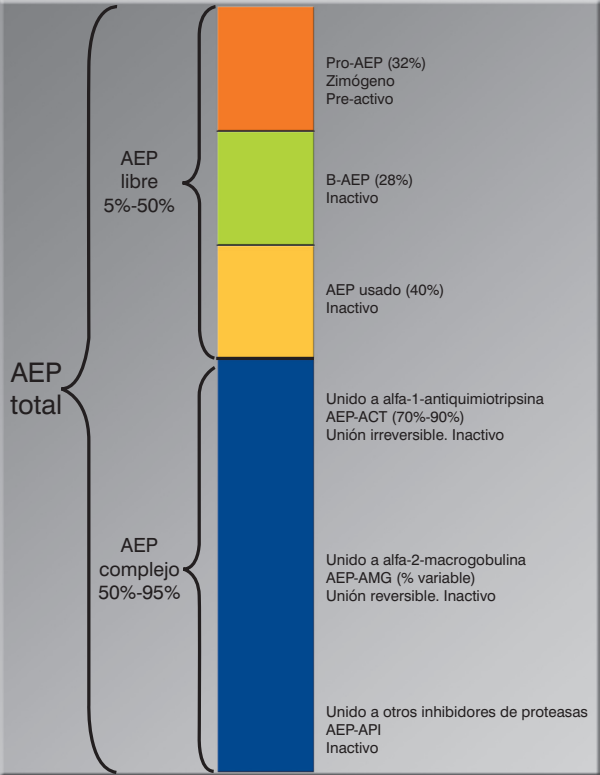 AEP
total
AEP
libre
5%-50%
Pro-AEP (32%)
Zimógeno
Pre-activo
B-AEP (28%)
Inactivo
AEP usado (40%)
Inactivo
AEP
complejo
50%-95%
Unido a alfa-1-antiquimiotripsina
AEP-ACT (70%-90%)
Unión irreversible. Inactivo
Unido a alfa-2-macrogobulina
AEP-AMG (% variable)
Unión reversible. Inactivo
Unido a otros inhibidores de proteasas
AEP-API
Inactivo